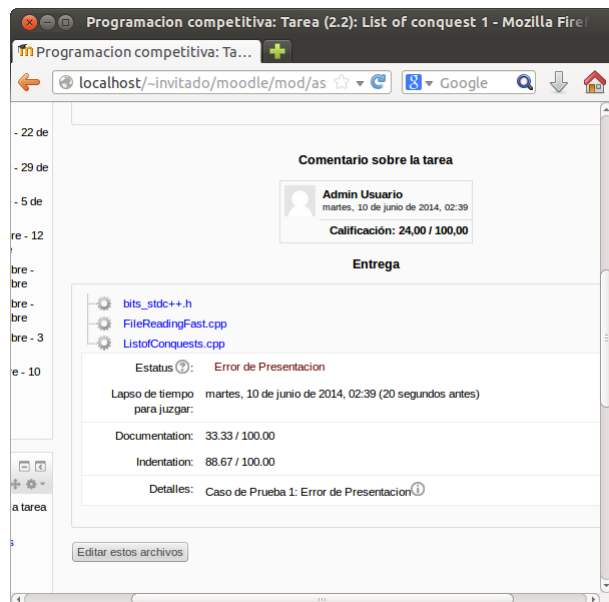 Programacion competitiva: Tarea (2.2): List of conquest 1 - Mozilla Firef
Programacion competitiva: Ta...
localhost/~invitado/moodle/mod/as
Google
- 22 de
- 29 de
- 5 de
re - 12
bre -
bre
bre -
bre
bre - 3
e - 10
a tarea
s
Comentario sobre la tarea
Admin Usuario
martes, 10 de junio de 2014, 02:39
Calificación: 24,00 / 100,00
Entrega
bits_stdc++.h
FileReadingFast.cpp
ListofConquests.cpp
Estatus ?: Error de Presentacion
Lapso de tiempo para juzgar: martes, 10 de junio de 2014, 02:39 (20 segundos antes)
Documentation: 33.33 / 100.00
Indentation: 88.67 / 100.00
Detalles: Caso de Prueba 1: Error de Presentacion
Editar estos archivos